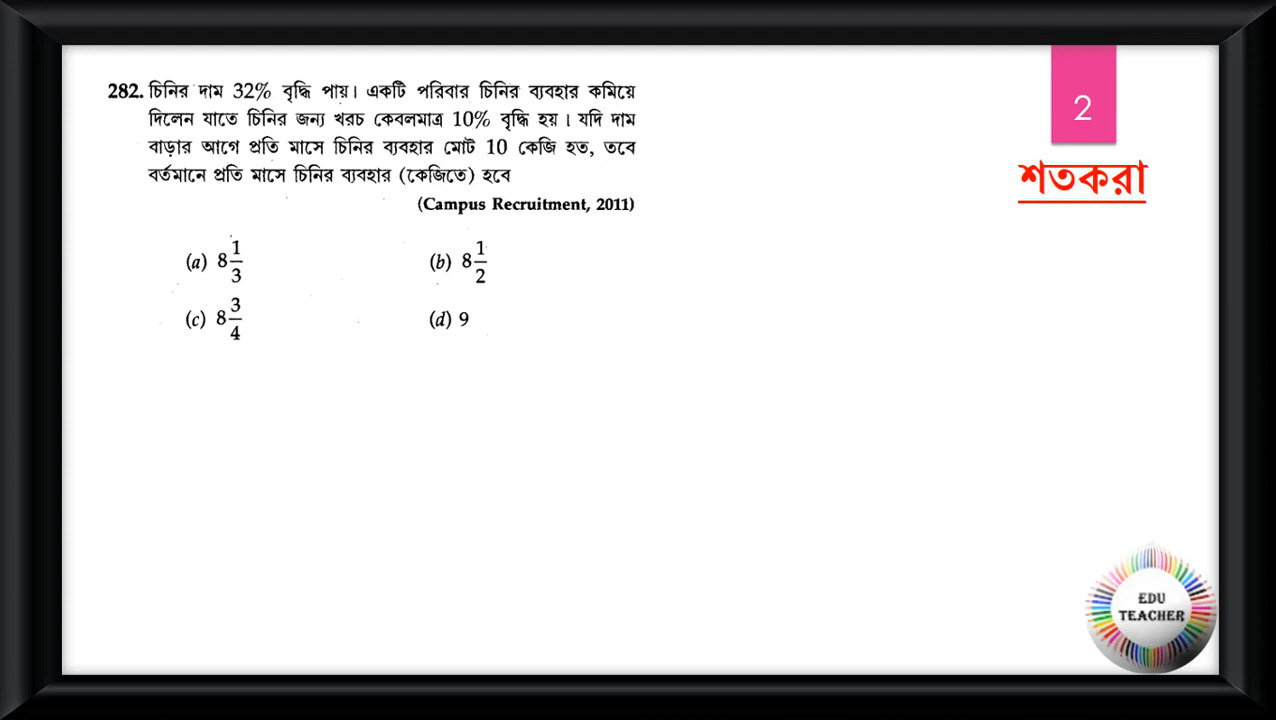 282. চিনির দাম 32% বৃদ্ধি পায়। একটি পরিবার চিনির ব্যবহার কমিয়ে
দিলেন যাতে চিনির জন্য খরচ কেবলমাত্র 10% বৃদ্ধি হয়। যদি দাম
বাড়ার আগে প্রতি মাসে চিনির ব্যবহার মোট 10 কেজি হত, তবে
বর্তমানে প্রতি মাসে চিনির ব্যবহার (কেজিতে) হবে
(Campus Recruitment, 2011)
(a) 8 1/3 (b) 8 1/2
(c) 8 3/4 (d) 9
2
শতকরা
EDU
TEACHER